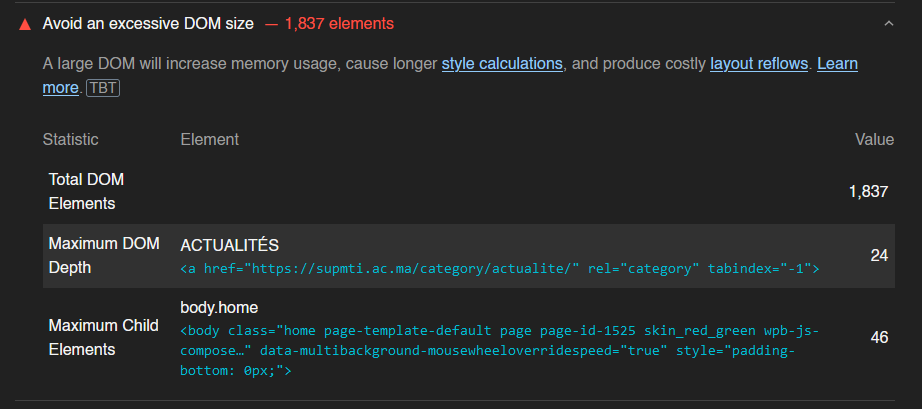 Avoid an excessive DOM size — 1,837 elements
A large DOM will increase memory usage, cause longer style calculations, and produce costly layout reflows. Learn
more. TBT
Statistic Element Value
Total DOM
Elements
1,837
Maximum DOM
Depth
ACTUALITÉS
<a href="https://supmti.ac.ma/category/actualite/" rel="category" tabindex="-1">
24
Maximum Child
Elements
body.home
<body class="home page-template-default page page-id-1525 skin_red_green wpb-js-
compose…" data-multibackground-mousewheeloverridespeed="true" style="padding-
bottom: 0px;">
46